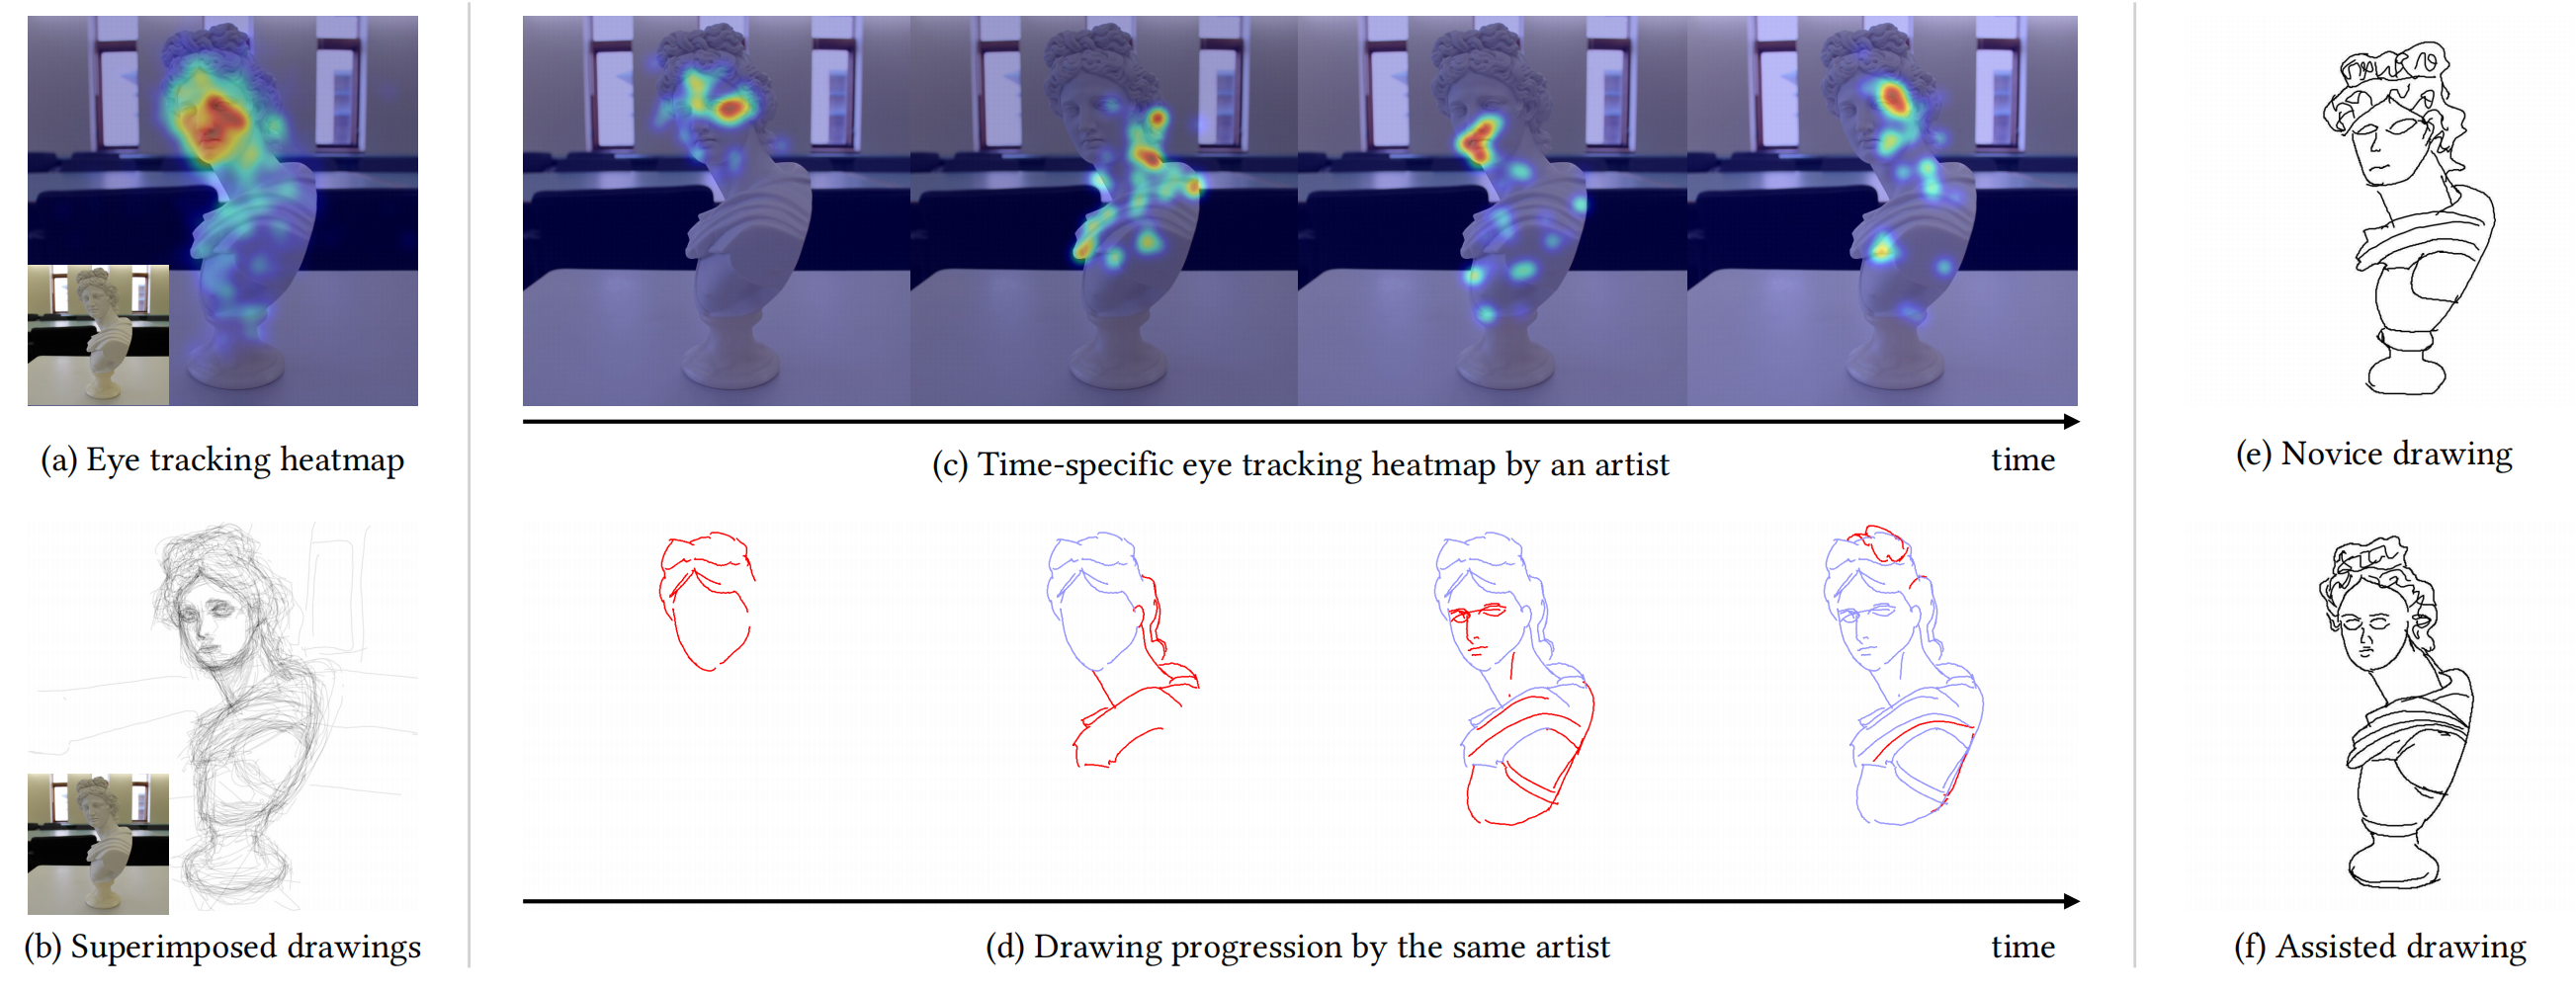 (a) Eye tracking heatmap
(c) Time-specific eye tracking heatmap by an artist
time
(e) Novice drawing
(b) Superimposed drawings
(d) Drawing progression by the same artist
time
(f) Assisted drawing